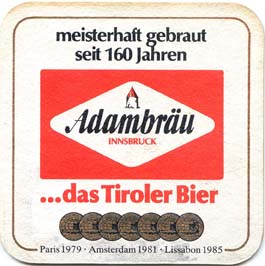 meisterhaft gebraut
seit 160 Jahren
Adambräu
INNSBRUCK
...das Tiroler Bier
Paris 1979 · Amsterdam 1981 · Lissabon 1985